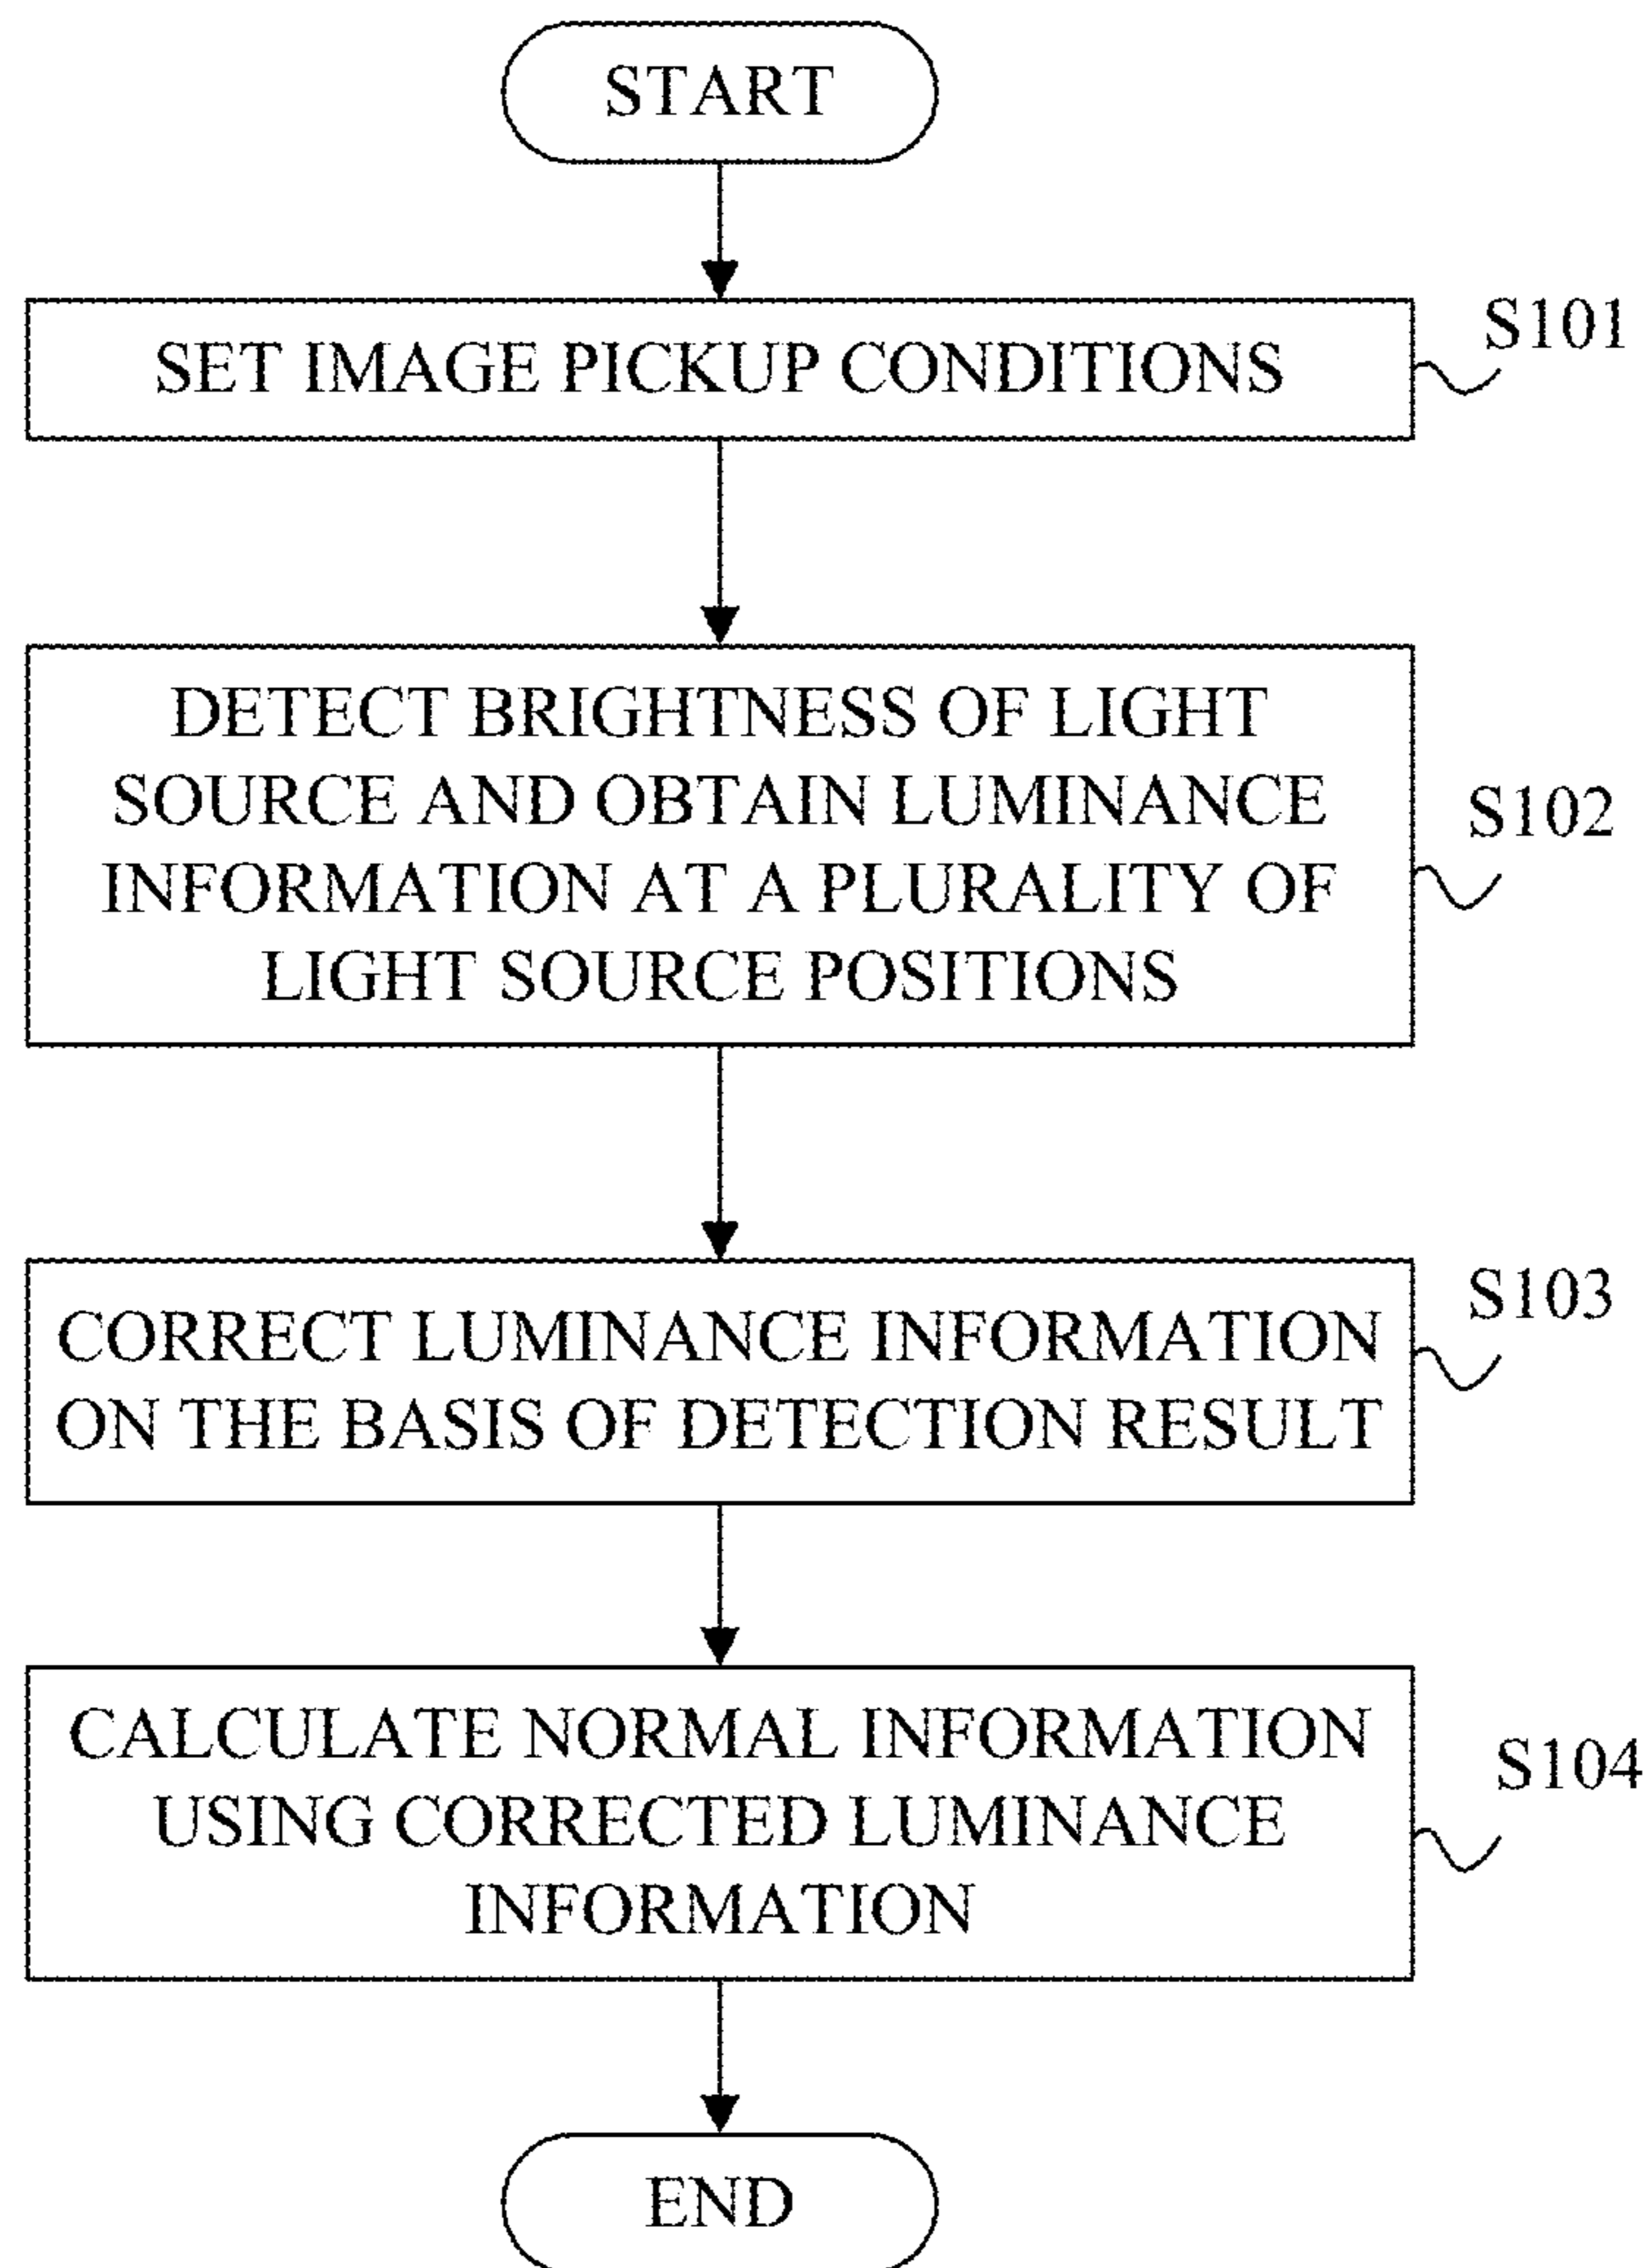 START
SET IMAGE PICKUP CONDITIONS
S101
DETECT BRIGHTNESS OF LIGHT
SOURCE AND OBTAIN LUMINANCE
INFORMATION AT A PLURALITY OF
LIGHT SOURCE POSITIONS
S102
CORRECT LUMINANCE INFORMATION
ON THE BASIS OF DETECTION RESULT
S103
CALCULATE NORMAL INFORMATION
USING CORRECTED LUMINANCE
INFORMATION
S104
END